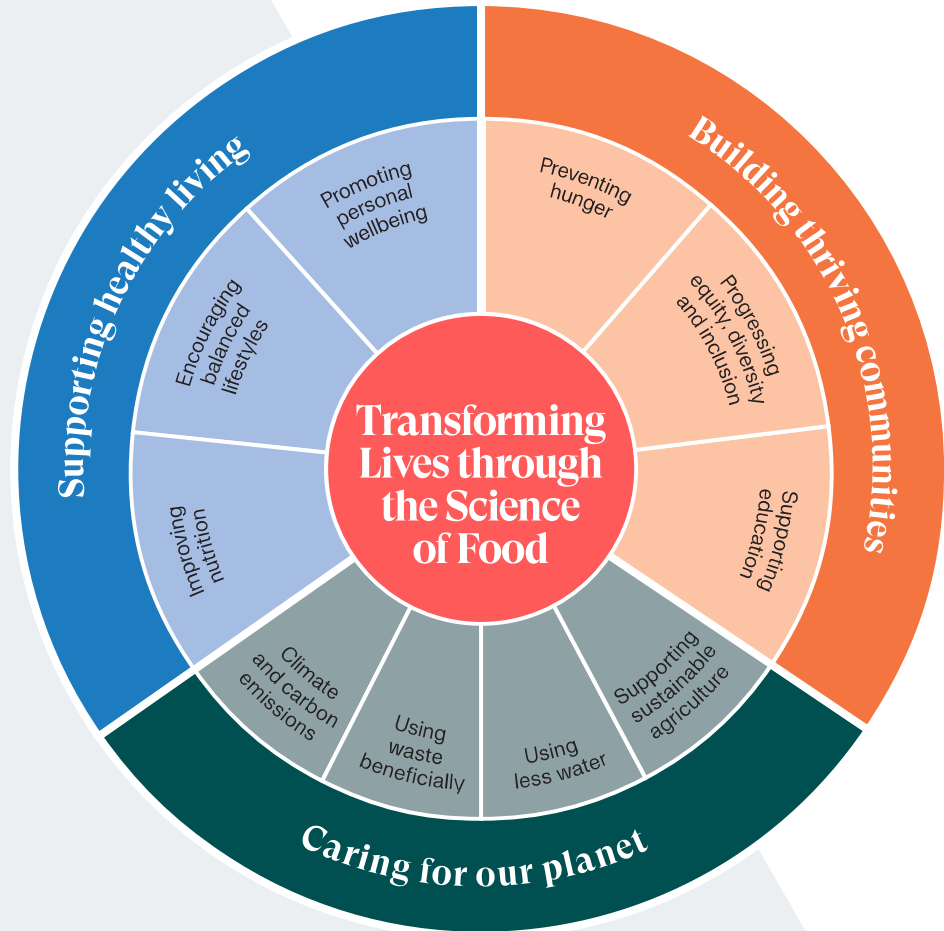 Transforming
Lives through
the Science
of Food
Supporting healthy living
Promoting
personal
wellbeing
Encouraging
balanced
lifestyles
Improving
nutrition
Building thriving communities
Preventing
hunger
Progressing
equity, diversity
and inclusion
Supporting
education
Caring for our planet
Climate
and carbon
emissions
Using
waste
beneficially
Using
less water
Supporting
sustainable
agriculture